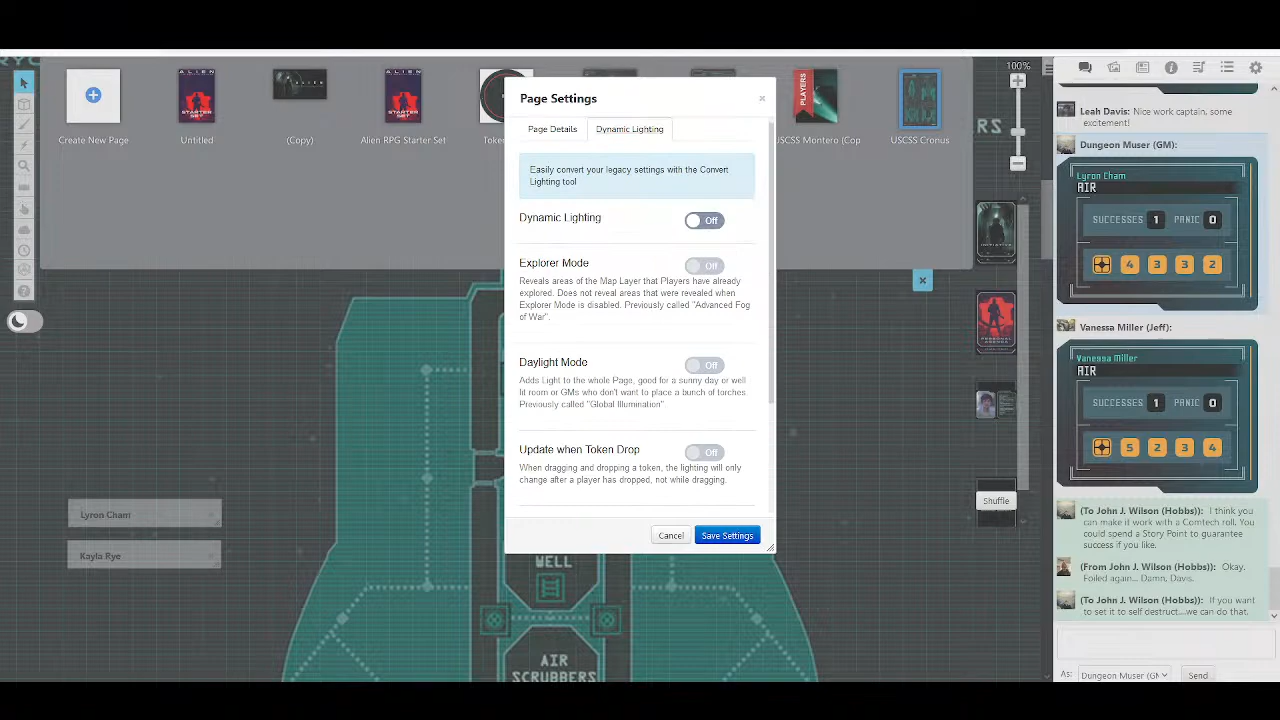 100%
Create New Page
Untitled
(Copy)
Alien RPG Starter Set
Token
USCSS Montero (Cop
USCSS Cronus
ALIEN
STARTER SET
ALIEN
ALIEN
STARTER SET
PLAYERS
Page Settings
×
Page Details
Dynamic Lighting
Easily convert your legacy settings with the Convert
Lighting tool
Dynamic Lighting
Off
Explorer Mode
Off
Reveals areas of the Map Layer that Players have already
explored. Does not reveal areas that were revealed when
Explorer Mode is disabled. Previously called "Advanced Fog
of War".
Daylight Mode
Off
Adds Light to the whole Page, good for a sunny day or well
lit room or GMs who don't want to place a bunch of torches
Previously called "Global Illumination".
Update when Token Drop
Off
When dragging and dropping a token, the lighting will only
change after a player has dropped, not while dragging.
Cancel
Save Settings
Lyron Cham
Kayla Rye
WELL
AIR
SCRUBBERS
Shuffle
Leah Davis: Nice work captain, some
excitement!
Dungeon Muser (GM):
Lyron Cham
AIR
SUCCESSES 1 PANIC 0
4 3 3 2
Vanessa Miller (Jeff):
Vanessa Miller
AIR
SUCCESSES 1 PANIC 0
5 2 3 4
(To John J. Wilson (Hobbs)): I think you
can make it work with a Comtech roll. You
could spend a Story Point to guarantee
success if you like.
(From John J. Wilson (Hobbs)): Okay.
Foiled again... Damn, Davis.
(To John J. Wilson (Hobbs)): If you want
to set it to self destruct...we can do that.
As:
Dungeon Muser (GM
Send